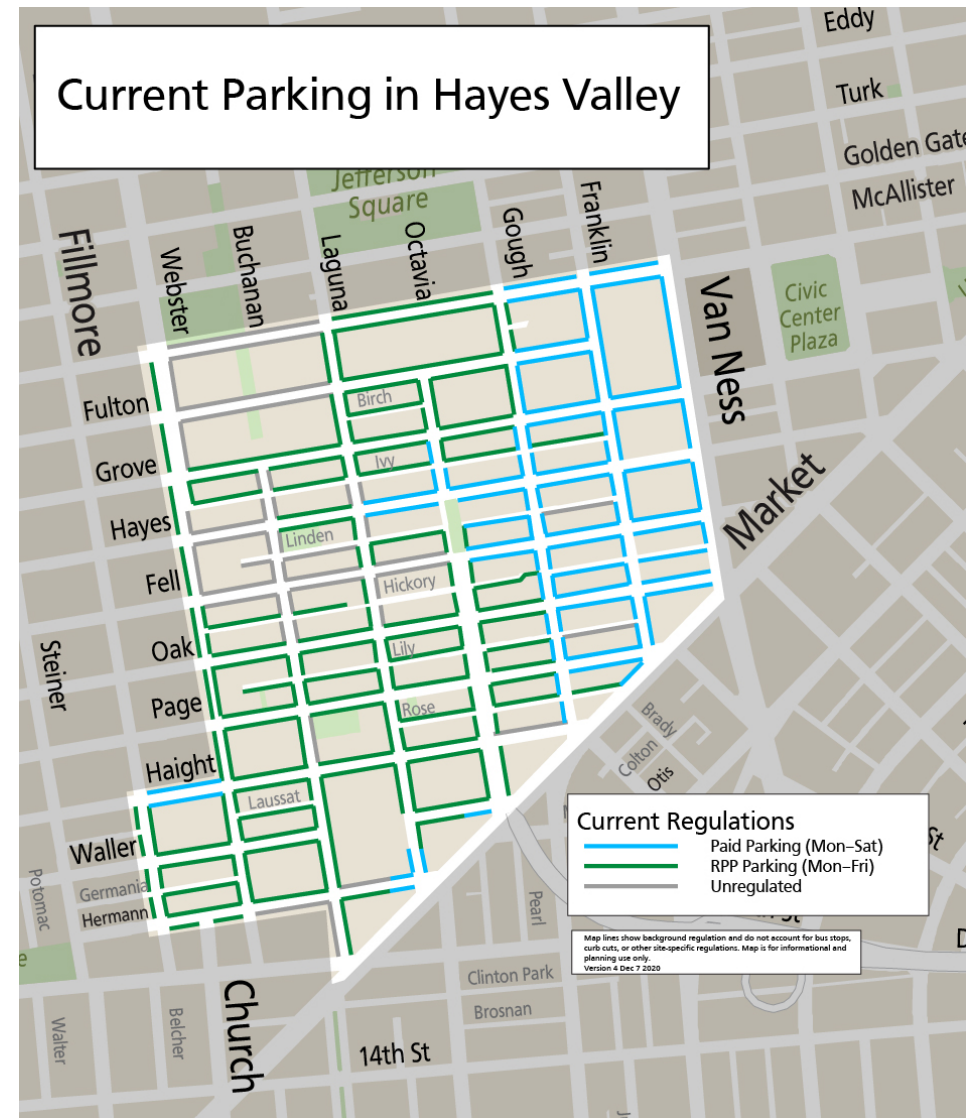 Current Parking in Hayes Valley
Eddy
Turk
Golden Gate
McAllister
Jefferson
Square
Fillmore
Webster
Buchanan
Laguna
Octavia
Gough
Franklin
Van Ness
Civic
Center
Plaza
Fulton
Birch
Grove
Ivy
Market
Hayes
Linden
Fell
Hickory
Oak
Lily
Steiner
Page
Rose
Brady
Colton
Otis
Haight
Laussat
Waller
Potomac
Germania
Hermann
Current Regulations
Paid Parking (Mon–Sat)
RPP Parking (Mon–Fri)
Unregulated
St
Pearl
St
Map lines show background regulation and do not account for bus stops,
curb cuts, or other site-specific regulations. Map is for informational and
planning use only.
Version 4 Dec 7 2020
D
Clinton Park
Brosnan
Church
Walter
Belcher
14th St